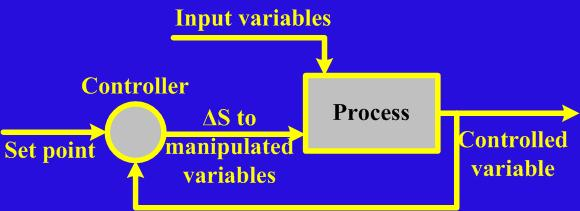 Input variables
Controller
Process
ΔS to
manipulated
variables
Set point
Controlled
variable